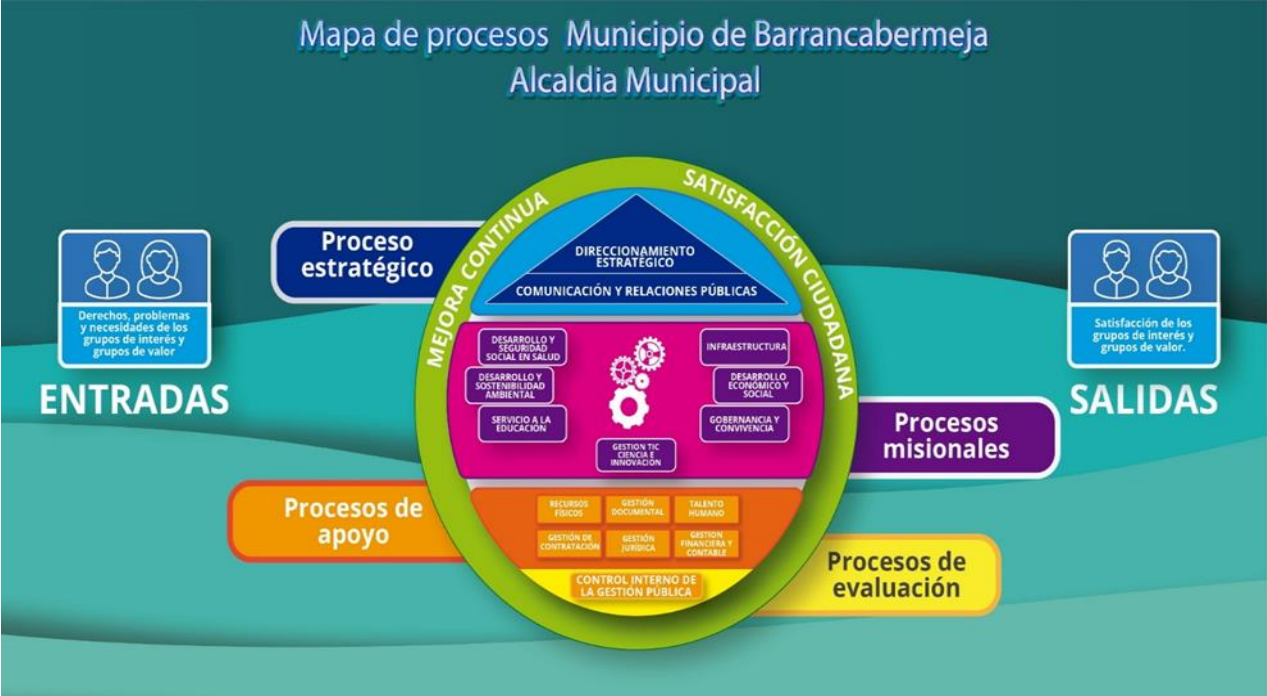 Mapa de procesos Municipio de Barrancabermeja
Alcaldia Municipal
MEJORA CONTINUA
SATISFACCIÓN CIUDADANA
Proceso
estratégico
DIRECCIONAMIENTO
ESTRATÉGICO
COMUNICACIÓN Y RELACIONES PÚBLICAS
Derechos, problemas
y necesidades de los
grupos de interés y
grupos de valor
ENTRADAS
Satisfacción de los
grupos de interés y
grupos de valor.
SALIDAS
DESARROLLO Y
SEGURIDAD
SOCIAL EN SALUD
INFRAESTRUCTURA
DESARROLLO Y
SOSTENIBILIDAD
AMBIENTAL
DESARROLLO
ECONÓMICO Y
SOCIAL
SERVICIO A LA
EDUCACIÓN
GOBERNANCIA Y
CONVIVENCIA
GESTION TIC
CIENCIA E
INNOVACIÓN
Procesos
misionales
Procesos de
apoyo
RECURSOS
FÍSICOS
GESTIÓN
DOCUMENTAL
TALENTO
HUMANO
GESTIÓN DE
CONTRATACIÓN
GESTIÓN
JURÍDICA
GESTION
FINANCIERA Y
CONTABLE
CONTROL INTERNO DE
LA GESTIÓN PÚBLICA
Procesos de
evaluación